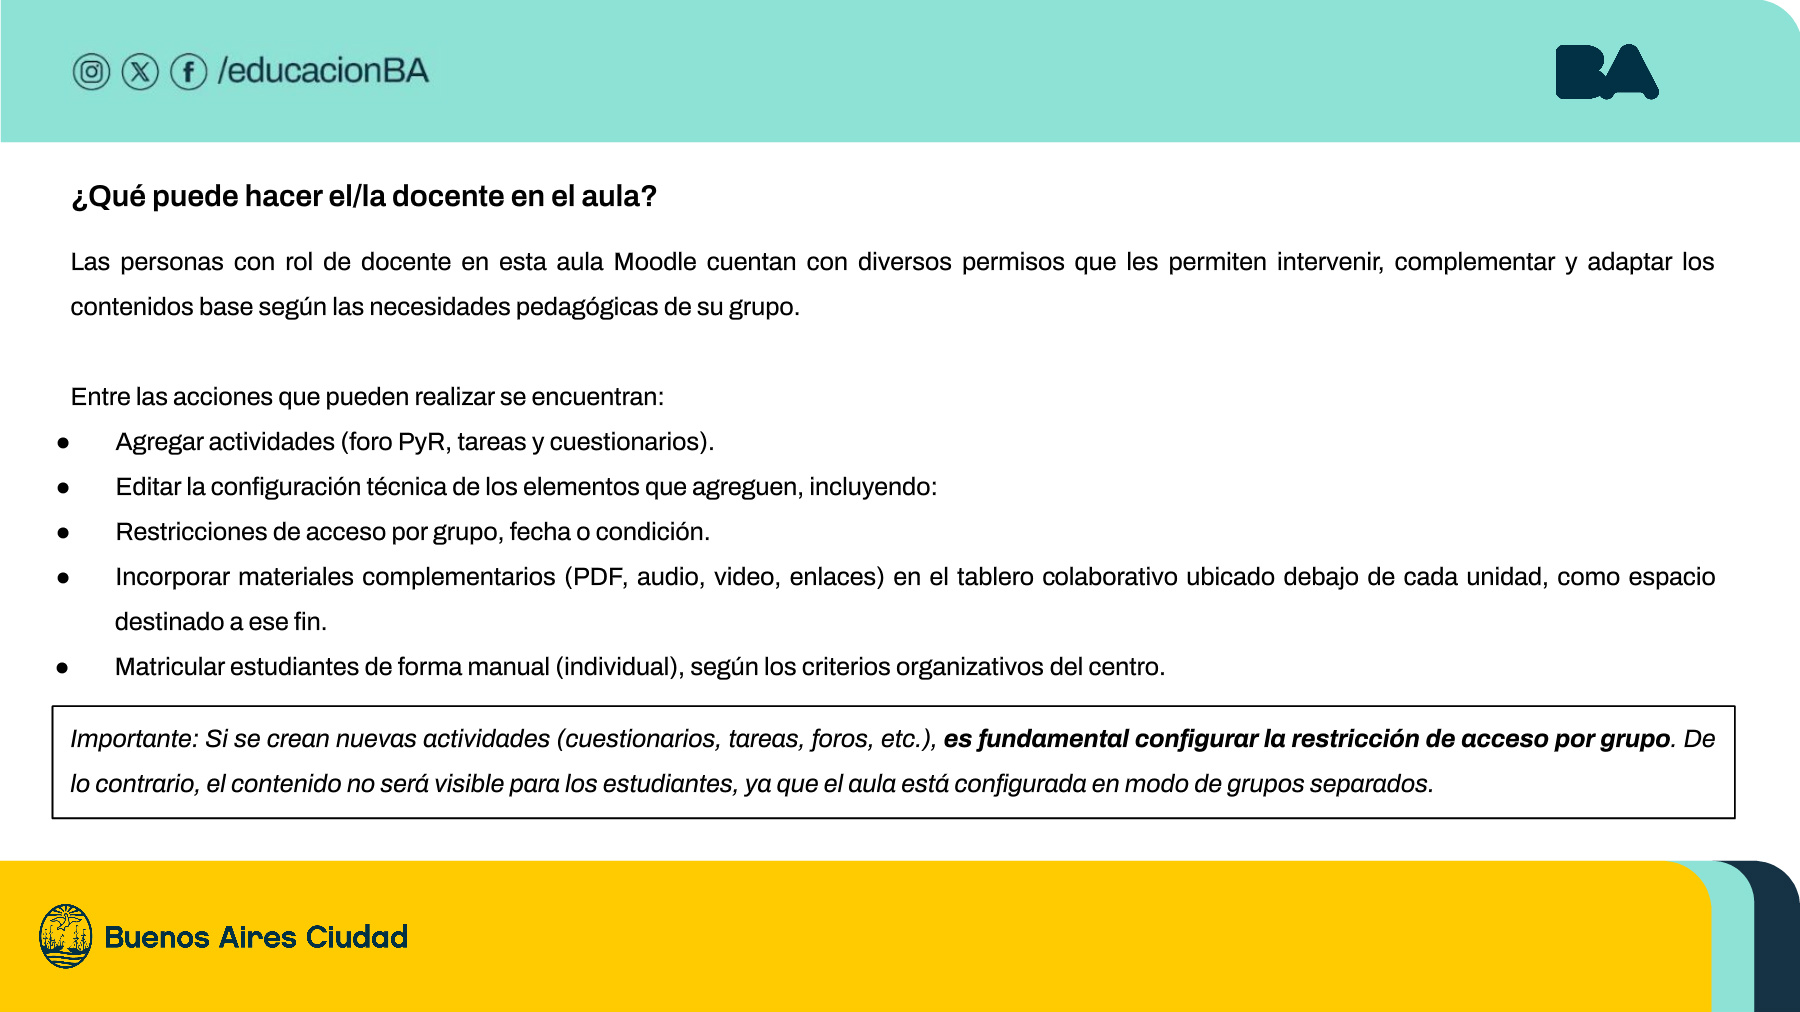 /educacionBA
BA
¿Qué puede hacer el/la docente en el aula?
Las personas con rol de docente en esta aula Moodle cuentan con diversos permisos que les permiten intervenir, complementar y adaptar los
contenidos base según las necesidades pedagógicas de su grupo.
Entre las acciones que pueden realizar se encuentran:
● Agregar actividades (foro PyR, tareas y cuestionarios).
● Editar la configuración técnica de los elementos que agreguen, incluyendo:
● Restricciones de acceso por grupo, fecha o condición.
● Incorporar materiales complementarios (PDF, audio, video, enlaces) en el tablero colaborativo ubicado debajo de cada unidad, como espacio
destinado a ese fin.
● Matricular estudiantes de forma manual (individual), según los criterios organizativos del centro.
Importante: Si se crean nuevas actividades (cuestionarios, tareas, foros, etc.), es fundamental configurar la restricción de acceso por grupo. De
lo contrario, el contenido no será visible para los estudiantes, ya que el aula está configurada en modo de grupos separados.
Buenos Aires Ciudad